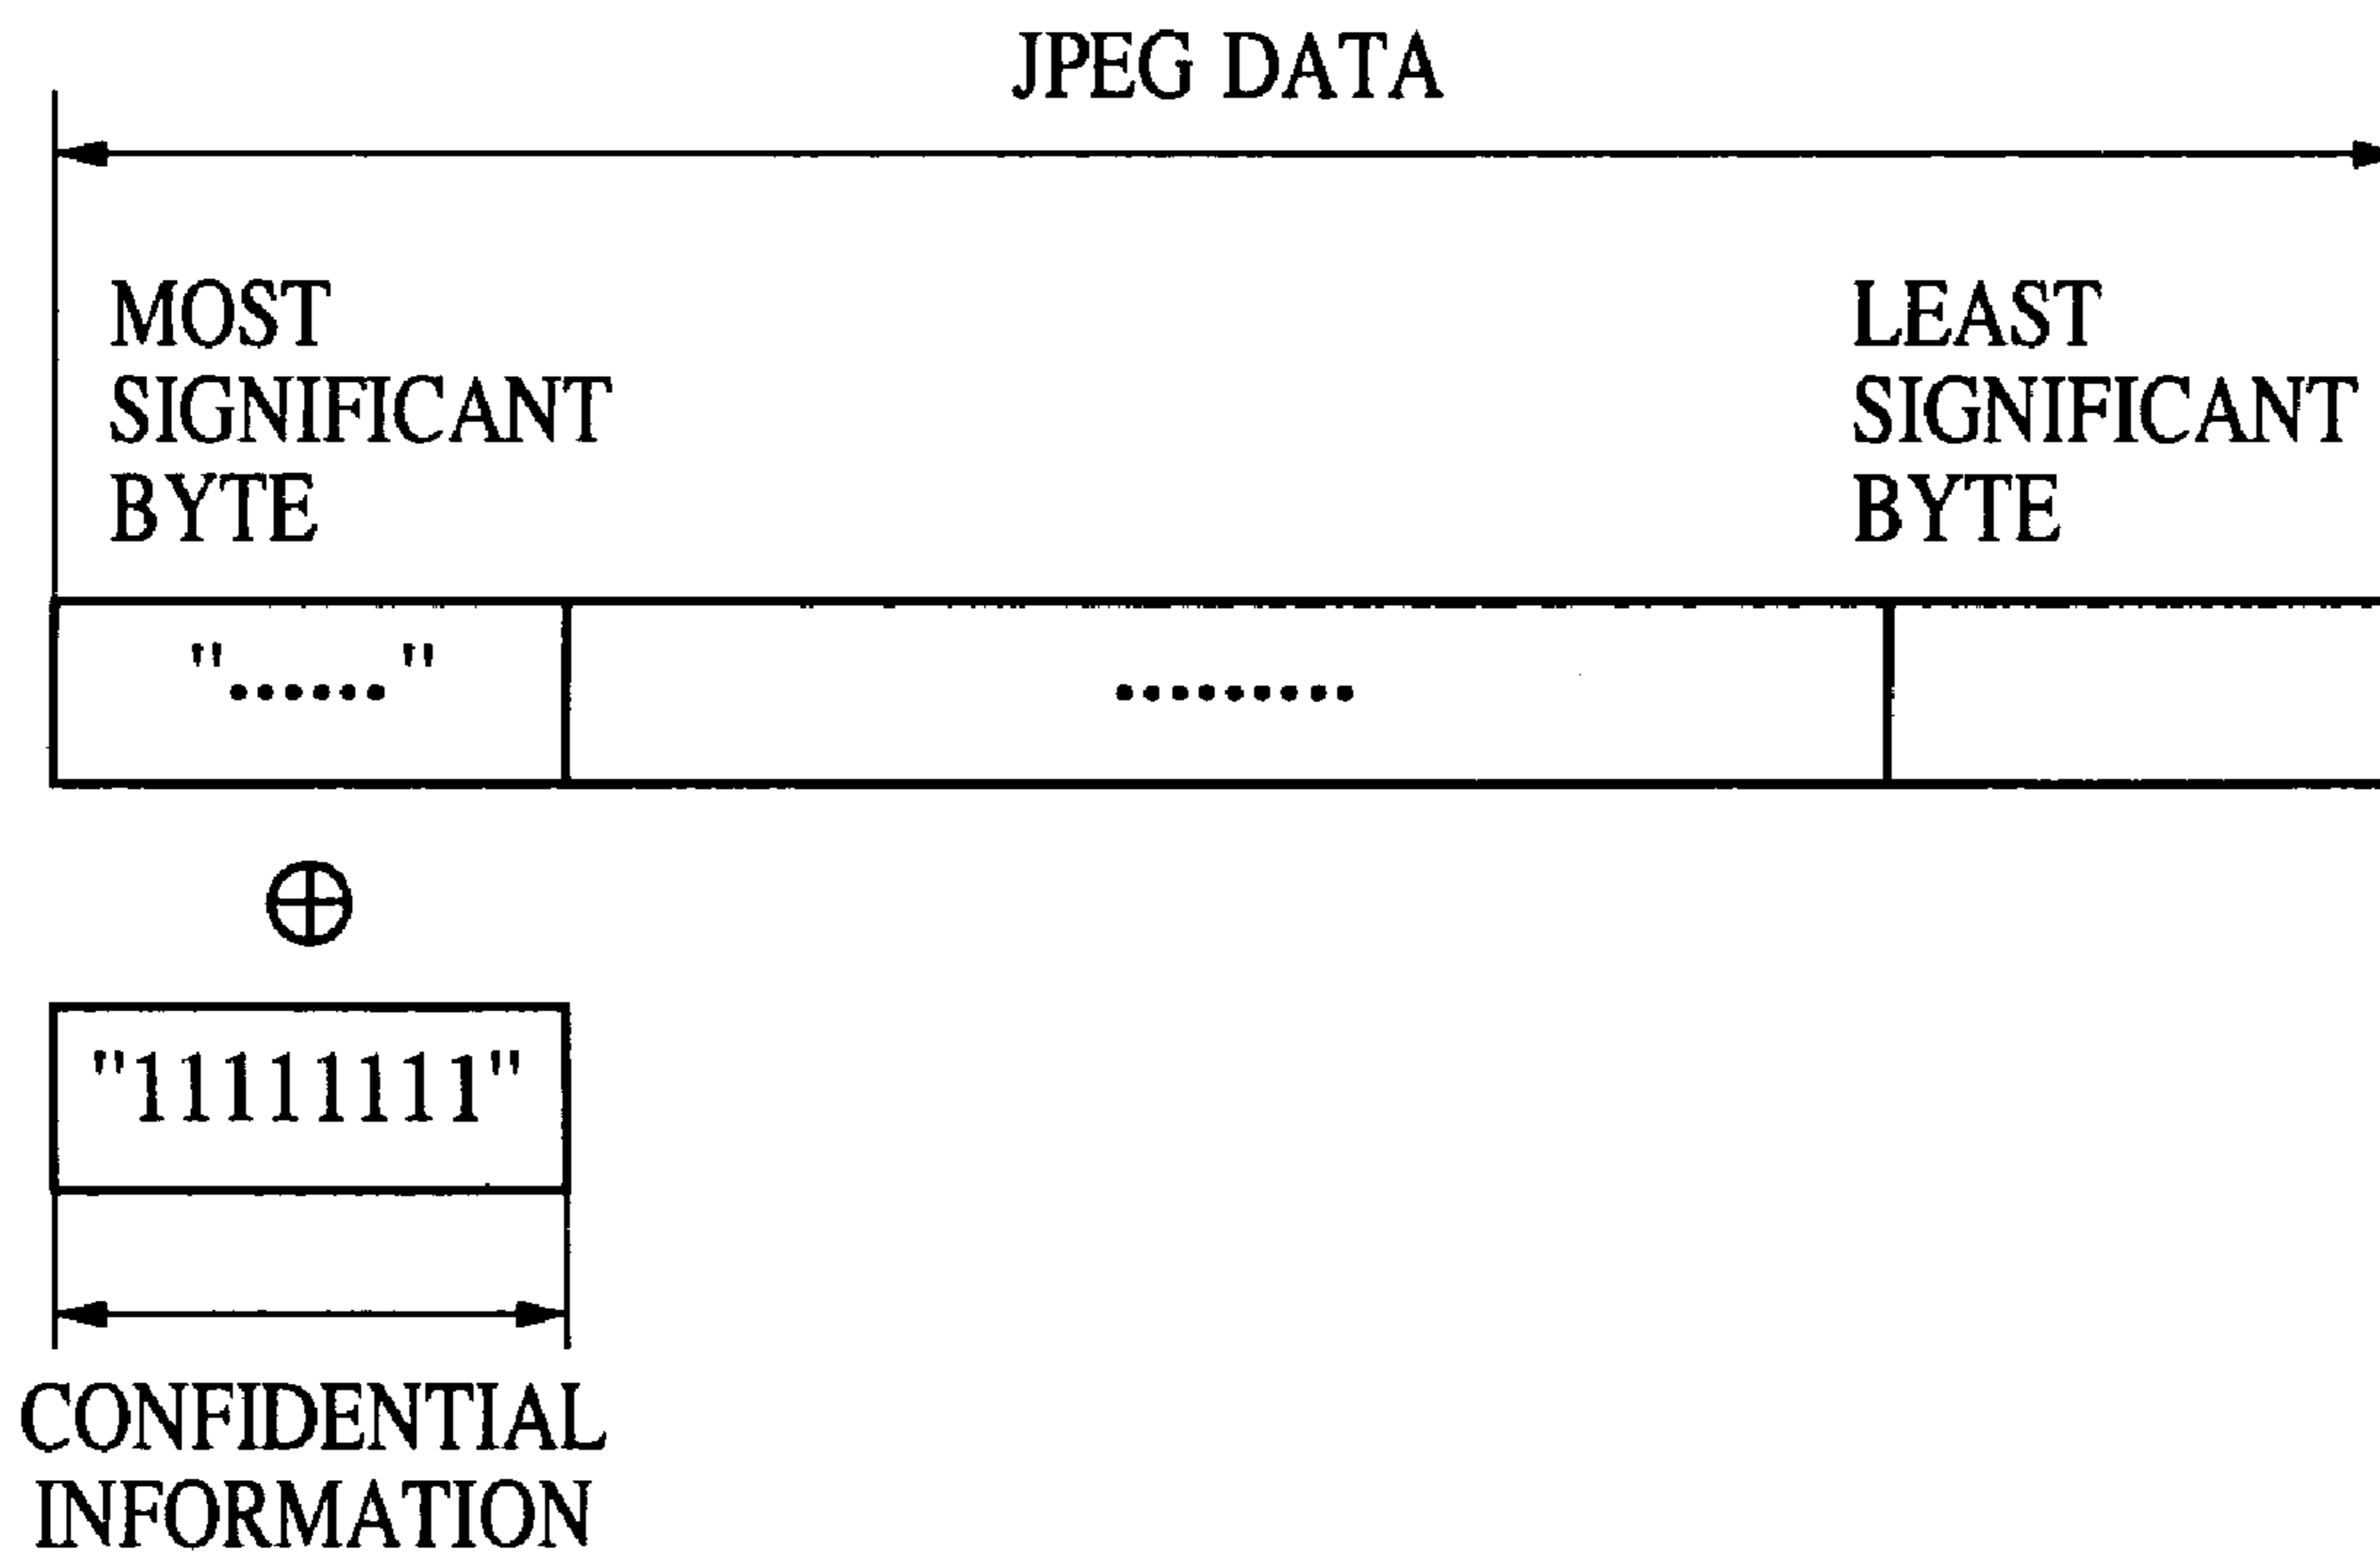 JPEG DATA
MOST
SIGNIFICANT
BYTE
LEAST
SIGNIFICANT
BYTE
"••••••"
•••••••••
⊕
"11111111"
CONFIDENTIAL
INFORMATION